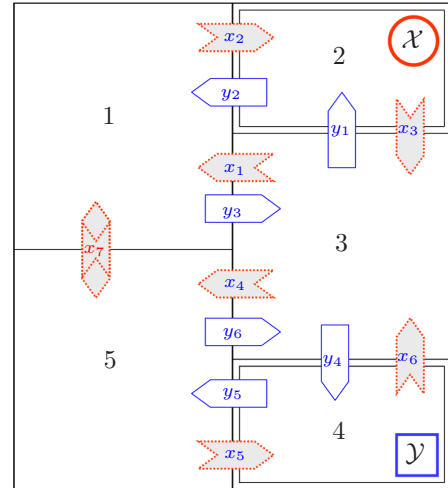 x₂
2
𝒳
y₂
1
y₁
x₃
x₁
y₃
3
x₇
x₄
y₆
y₄
x₆
5
y₅
4
x₅
𝒴